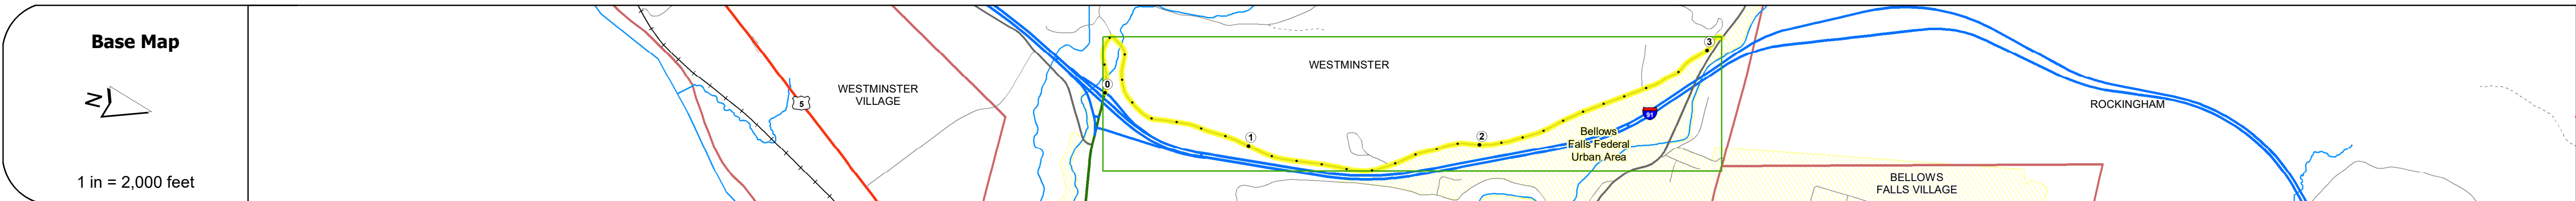 Base Map
N
1 in = 2,000 feet
5
WESTMINSTER
VILLAGE
0
1
WESTMINSTER
2
3
91
Bellows
Falls Federal
Urban Area
BELLOWS
FALLS VILLAGE
ROCKINGHAM